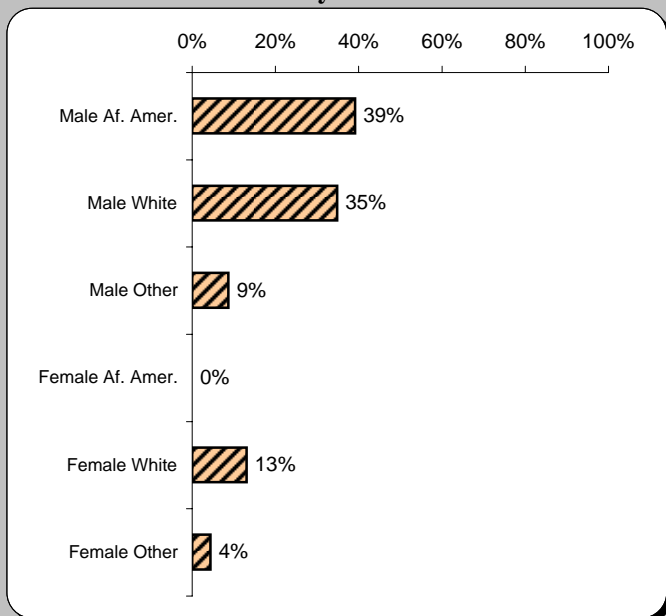 0% 20% 40% 60% 80% 100%
Male Af. Amer. 39%
Male White 35%
Male Other 9%
Female Af. Amer. 0%
Female White 13%
Female Other 4%